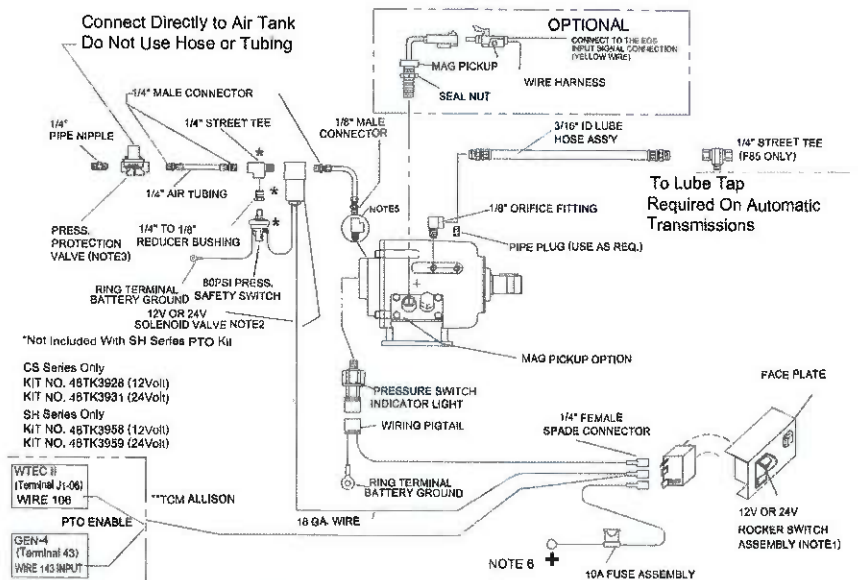 Connect Directly to Air Tank
Do Not Use Hose or Tubing
OPTIONAL
CONNECT TO THE EOS
INPUT SIGNAL CONNECTION
(YELLOW WIRE)
MAG PICKUP
WIRE HARNESS
SEAL NUT
1/4" MALE CONNECTOR
1/4" STREET TEE
*
1/8" MALE
CONNECTOR
3/16" ID LUBE
HOSE ASS'Y
1/4" STREET TEE
(F85 ONLY)
1/4"
PIPE NIPPLE
1/4" AIR TUBING
*
NOTE5
1/8" ORIFICE FITTING
To Lube Tap
Required On Automatic
Transmissions
PRESS.
PROTECTION
VALVE (NOTE3)
1/4" TO 1/8"
REDUCER BUSHING
*
PIPE PLUG (USE AS REQ.)
RING TERMINAL
BATTERY GROUND
80PSI PRESS.
SAFETY SWITCH
12V OR 24V
SOLENOID VALVE NOTE2
*Not Included With SH Series PTO Kit
MAG PICKUP OPTION
CS Series Only
KIT NO. 48TK3928 (12Volt)
KIT NO. 48TK3931 (24Volt)
SH Series Only
KIT NO. 48TK3958 (12Volt)
KIT NO. 48TK3959 (24Volt)
PRESSURE SWITCH
INDICATOR LIGHT
WIRING PIGTAIL
1/4" FEMALE
SPADE CONNECTOR
FACE PLATE
WTEC II
(Terminal J1-06)
WIRE 106
**TCM ALLISON
RING TERMINAL
BATTERY GROUND
PTO ENABLE
18 GA. WIRE
12V OR 24V
ROCKER SWITCH
ASSEMBLY (NOTE1)
GEN-4
(Terminal 43)
WIRE 143 INPUT
NOTE 6 +
10A FUSE ASSEMBLY